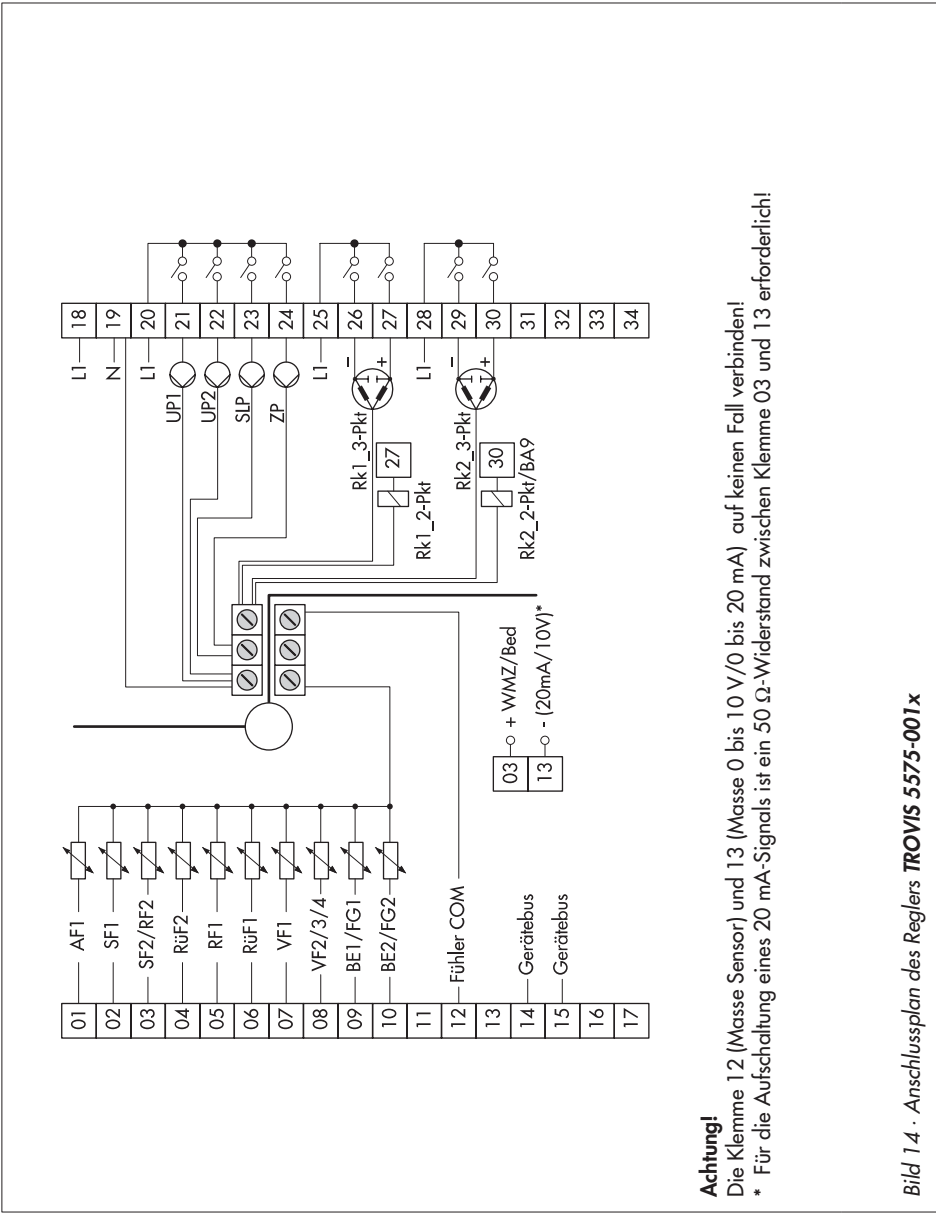 01
AF1
02
SF1
03
SF2/RF2
04
RüF2
05
RF1
06
RüF1
07
VF1
08
VF2/3/4
09
BE1/FG1
10
BE2/FG2
11
12
Fühler COM
13
14
Gerätebus
15
Gerätebus
16
17
03
+ WMZ/Bed
13
- (20mA/10V)*
L1
18
N
19
L1
20
UP1
21
UP2
22
SLP
23
ZP
24
L1
25
Rk1_3-Pkt
–
26
+
27
27
Rk1_2-Pkt
L1
28
Rk2_3-Pkt
–
29
+
30
30
Rk2_2-Pkt/BA9
31
32
33
34
Achtung!
Die Klemme 12 (Masse Sensor) und 13 (Masse 0 bis 10 V/0 bis 20 mA) auf keinen Fall verbinden!
* Für die Aufschaltung eines 20 mA-Signals ist ein 50 Ω-Widerstand zwischen Klemme 03 und 13 erforderlich!
Bild 14 · Anschlussplan des Reglers TROVIS 5575-001x